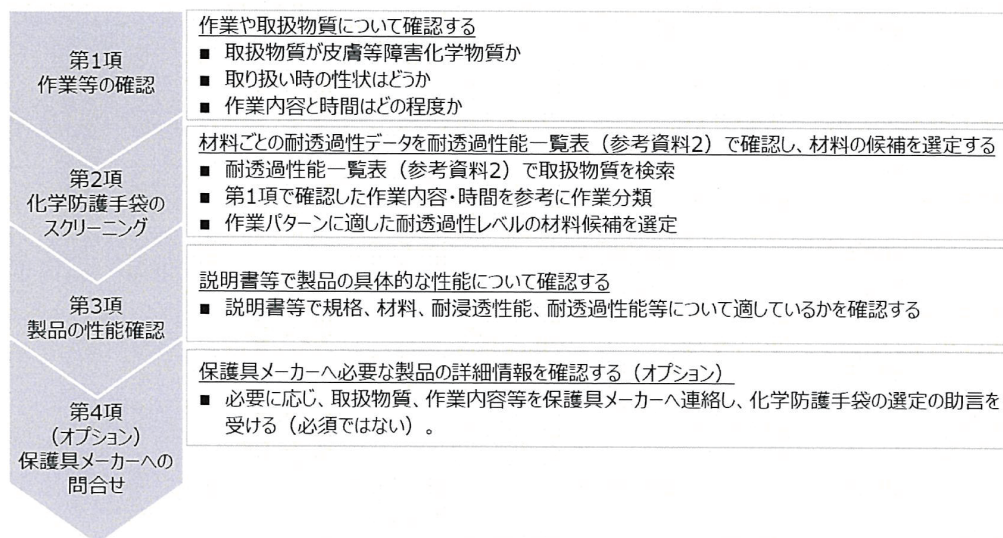 第1項
作業等の確認
作業や取扱物質について確認する
■ 取扱物質が皮膚等障害化学物質か
■ 取り扱い時の性状はどうか
■ 作業内容と時間はどの程度か
第2項
化学防護手袋の
スクリーニング
材料ごとの耐透過性データを耐透過性能一覧表（参考資料2）で確認し、材料の候補を選定する
■ 耐透過性能一覧表（参考資料2）で取扱物質を検索
■ 第1項で確認した作業内容・時間を参考に作業分類
■ 作業パターンに適した耐透過性レベルの材料候補を選定
第3項
製品の性能確認
説明書等で製品の具体的な性能について確認する
■ 説明書等で規格、材料、耐浸透性能、耐透過性能等について適しているかを確認する
第4項
（オプション）
保護具メーカーへの
問合せ
保護具メーカーへ必要な製品の詳細情報を確認する（オプション）
■ 必要に応じ、取扱物質、作業内容等を保護具メーカーへ連絡し、化学防護手袋の選定の助言を
受ける（必須ではない）。